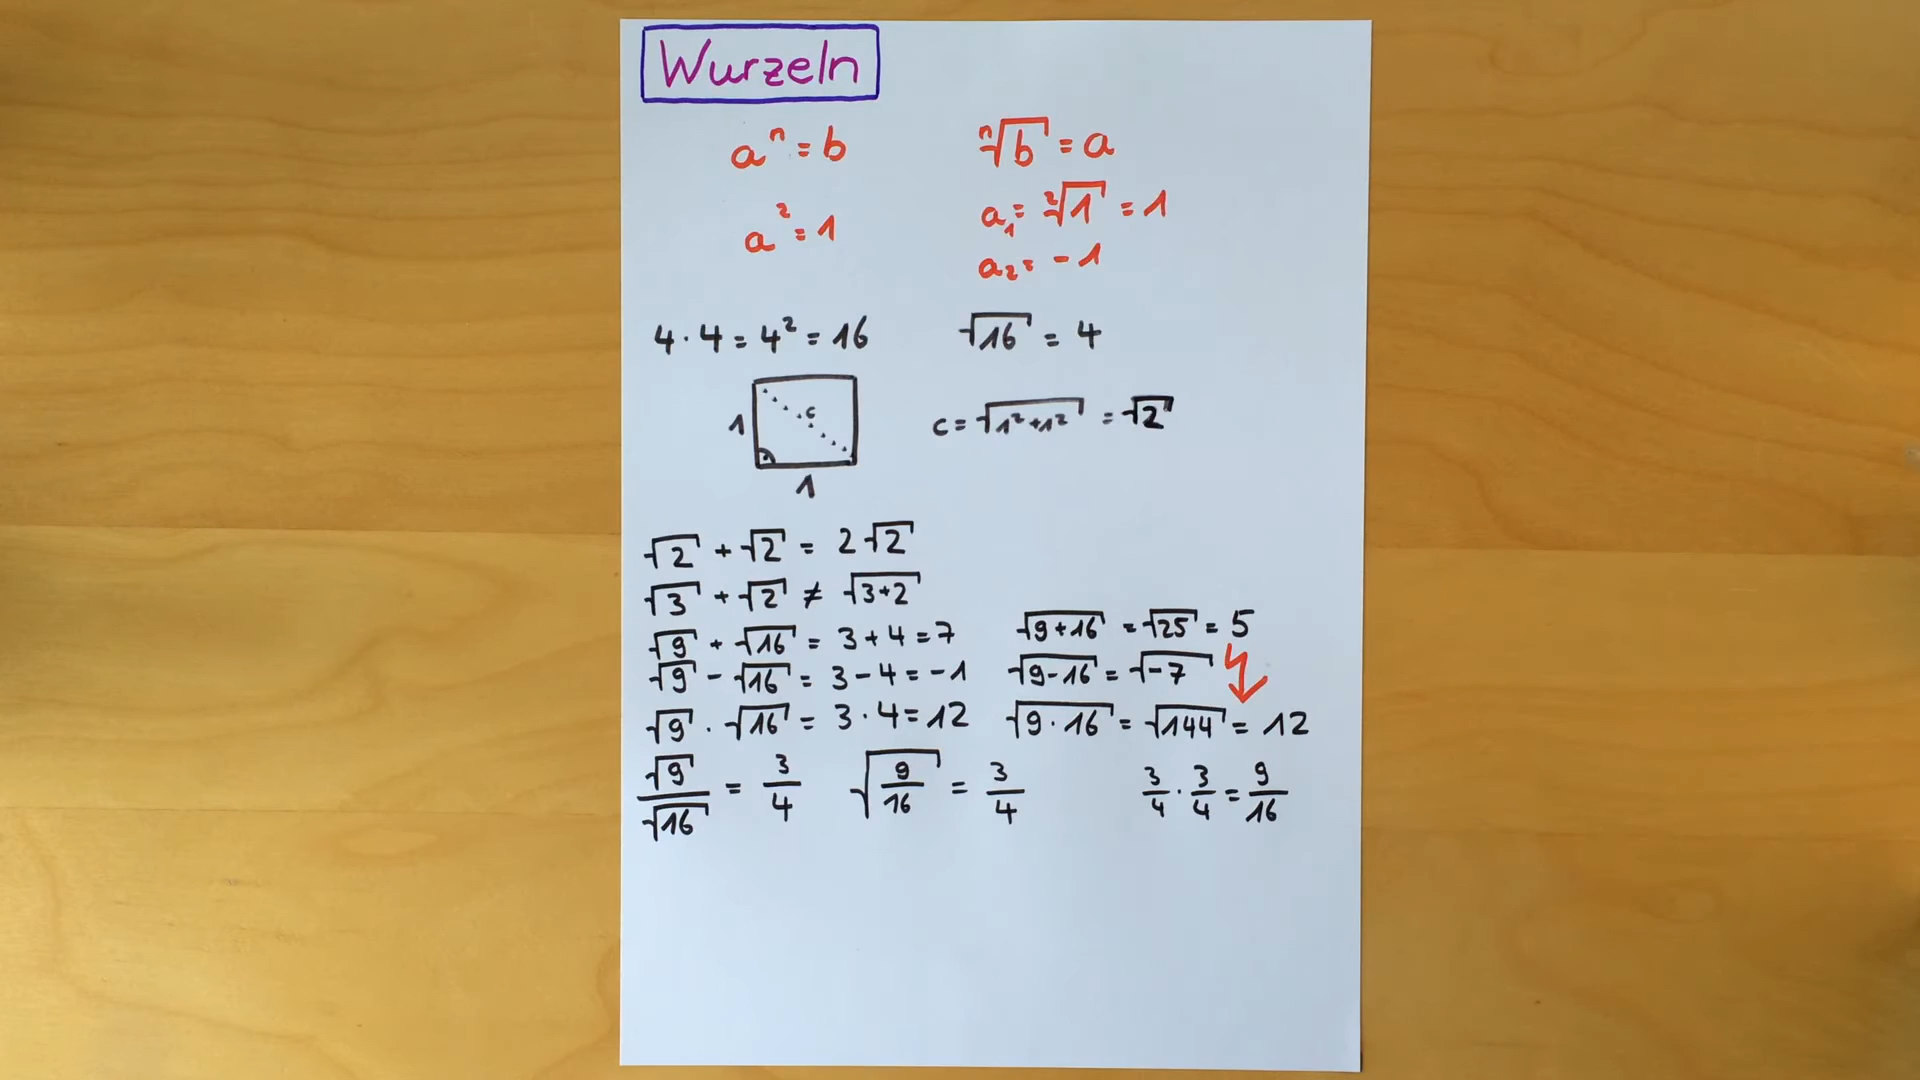 Wurzeln
aⁿ = b    ⁿ√b = a
a² = 1    a₁ = ²√1 = 1
a₂ = -1
4 · 4 = 4² = 16    √16 = 4
1    c    c = √(1²+1²) = √2
1
√2 + √2 = 2√2
√3 + √2 ≠ √(3+2)
√9 + √16 = 3 + 4 = 7    √(9+16) = √25 = 5
√9 - √16 = 3 - 4 = -1    √(9-16) = √(-7)
√9 · √16 = 3 · 4 = 12    √(9·16) = √144 = 12
√9/√16 = 3/4    √(9/16) = 3/4    3/4 · 3/4 = 9/16